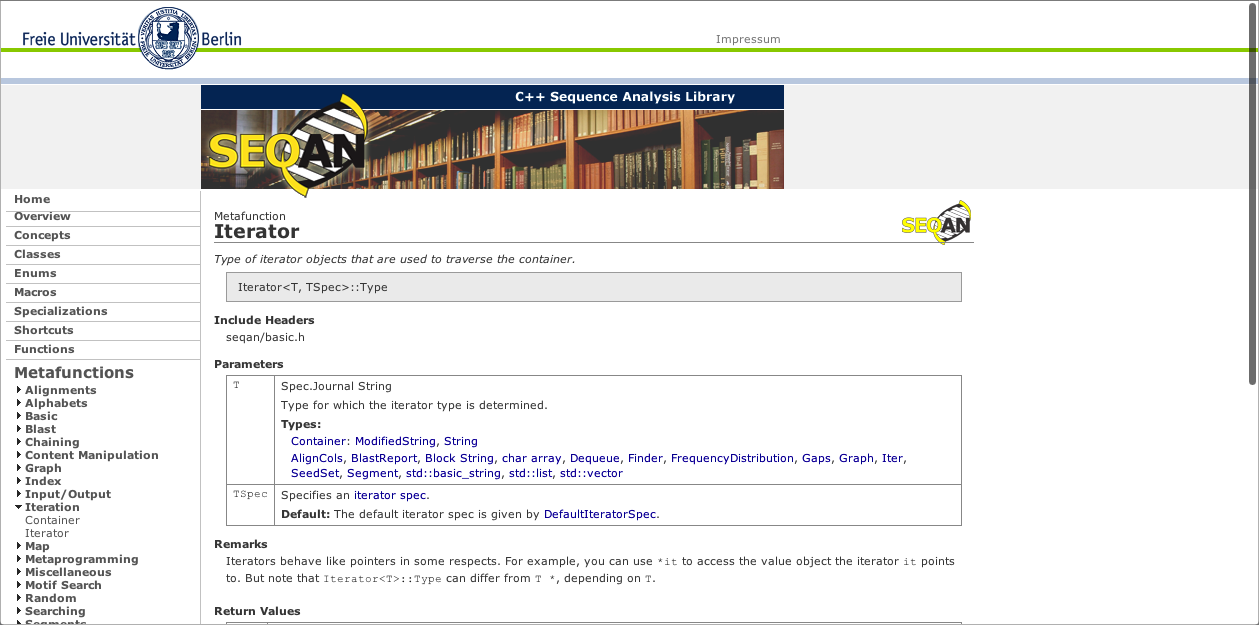 Freie Universität Berlin
Impressum
C++ Sequence Analysis Library
SEQAN
Home
Overview
Concepts
Classes
Enums
Macros
Specializations
Shortcuts
Functions
Metafunctions
Alignments
Alphabets
Basic
Blast
Chaining
Content Manipulation
Graph
Index
Input/Output
Iteration
Container
Iterator
Map
Metaprogramming
Miscellaneous
Motif Search
Random
Searching
Segments
Metafunction
Iterator
SEQAN
Type of iterator objects that are used to traverse the container.
Iterator<T, TSpec>::Type
Include Headers
seqan/basic.h
Parameters
T
Spec.Journal String
Type for which the iterator type is determined.
Types:
Container: ModifiedString, String
AlignCols, BlastReport, Block String, char array, Dequeue, Finder, FrequencyDistribution, Gaps, Graph, Iter,
SeedSet, Segment, std::basic_string, std::list, std::vector
TSpec
Specifies an iterator spec.
Default: The default iterator spec is given by DefaultIteratorSpec.
Remarks
Iterators behave like pointers in some respects. For example, you can use *it to access the value object the iterator it points
to. But note that Iterator<T>::Type can differ from T *, depending on T.
Return Values